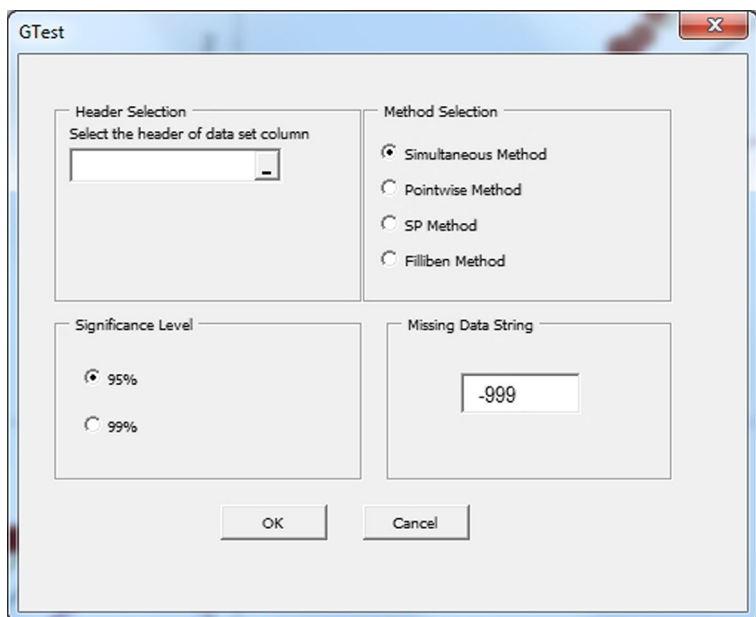 GTest
Header Selection
Select the header of data set column
Method Selection
Simultaneous Method
Pointwise Method
SP Method
Filliben Method
Significance Level
95%
99%
Missing Data String
-999
OK
Cancel